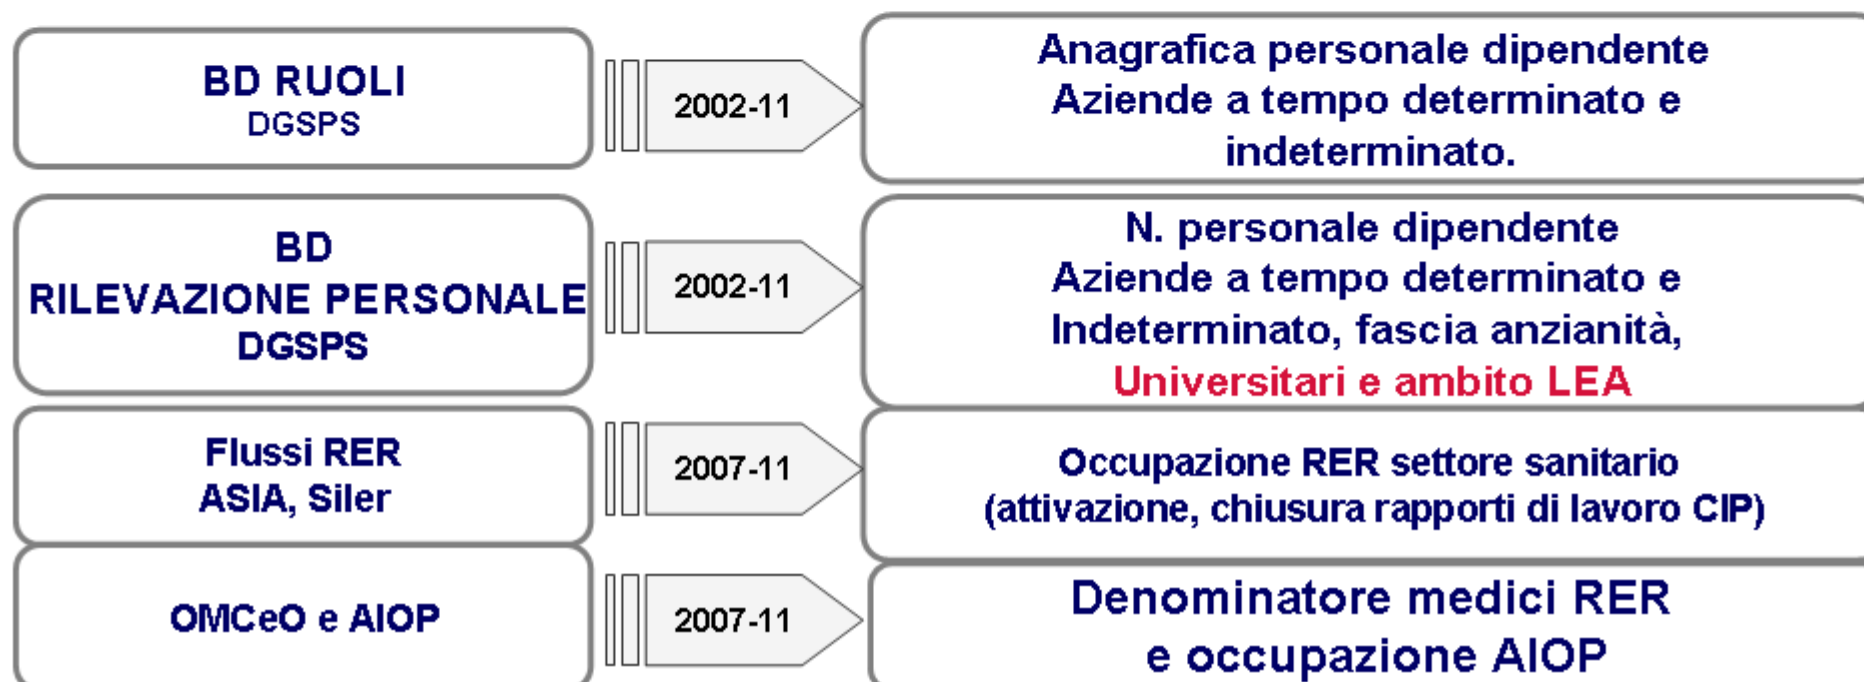 BD RUOLI
DGSPS
2002-11
Anagrafica personale dipendente
Aziende a tempo determinato e
indeterminato.
BD
RILEVAZIONE PERSONALE
DGSPS
2002-11
N. personale dipendente
Aziende a tempo determinato e
Indeterminato, fascia anzianità,
Universitari e ambito LEA
Flussi RER
ASIA, Siler
2007-11
Occupazione RER settore sanitario
(attivazione, chiusura rapporti di lavoro CIP)
OMCeO e AIOP
2007-11
Denominatore medici RER
e occupazione AIOP